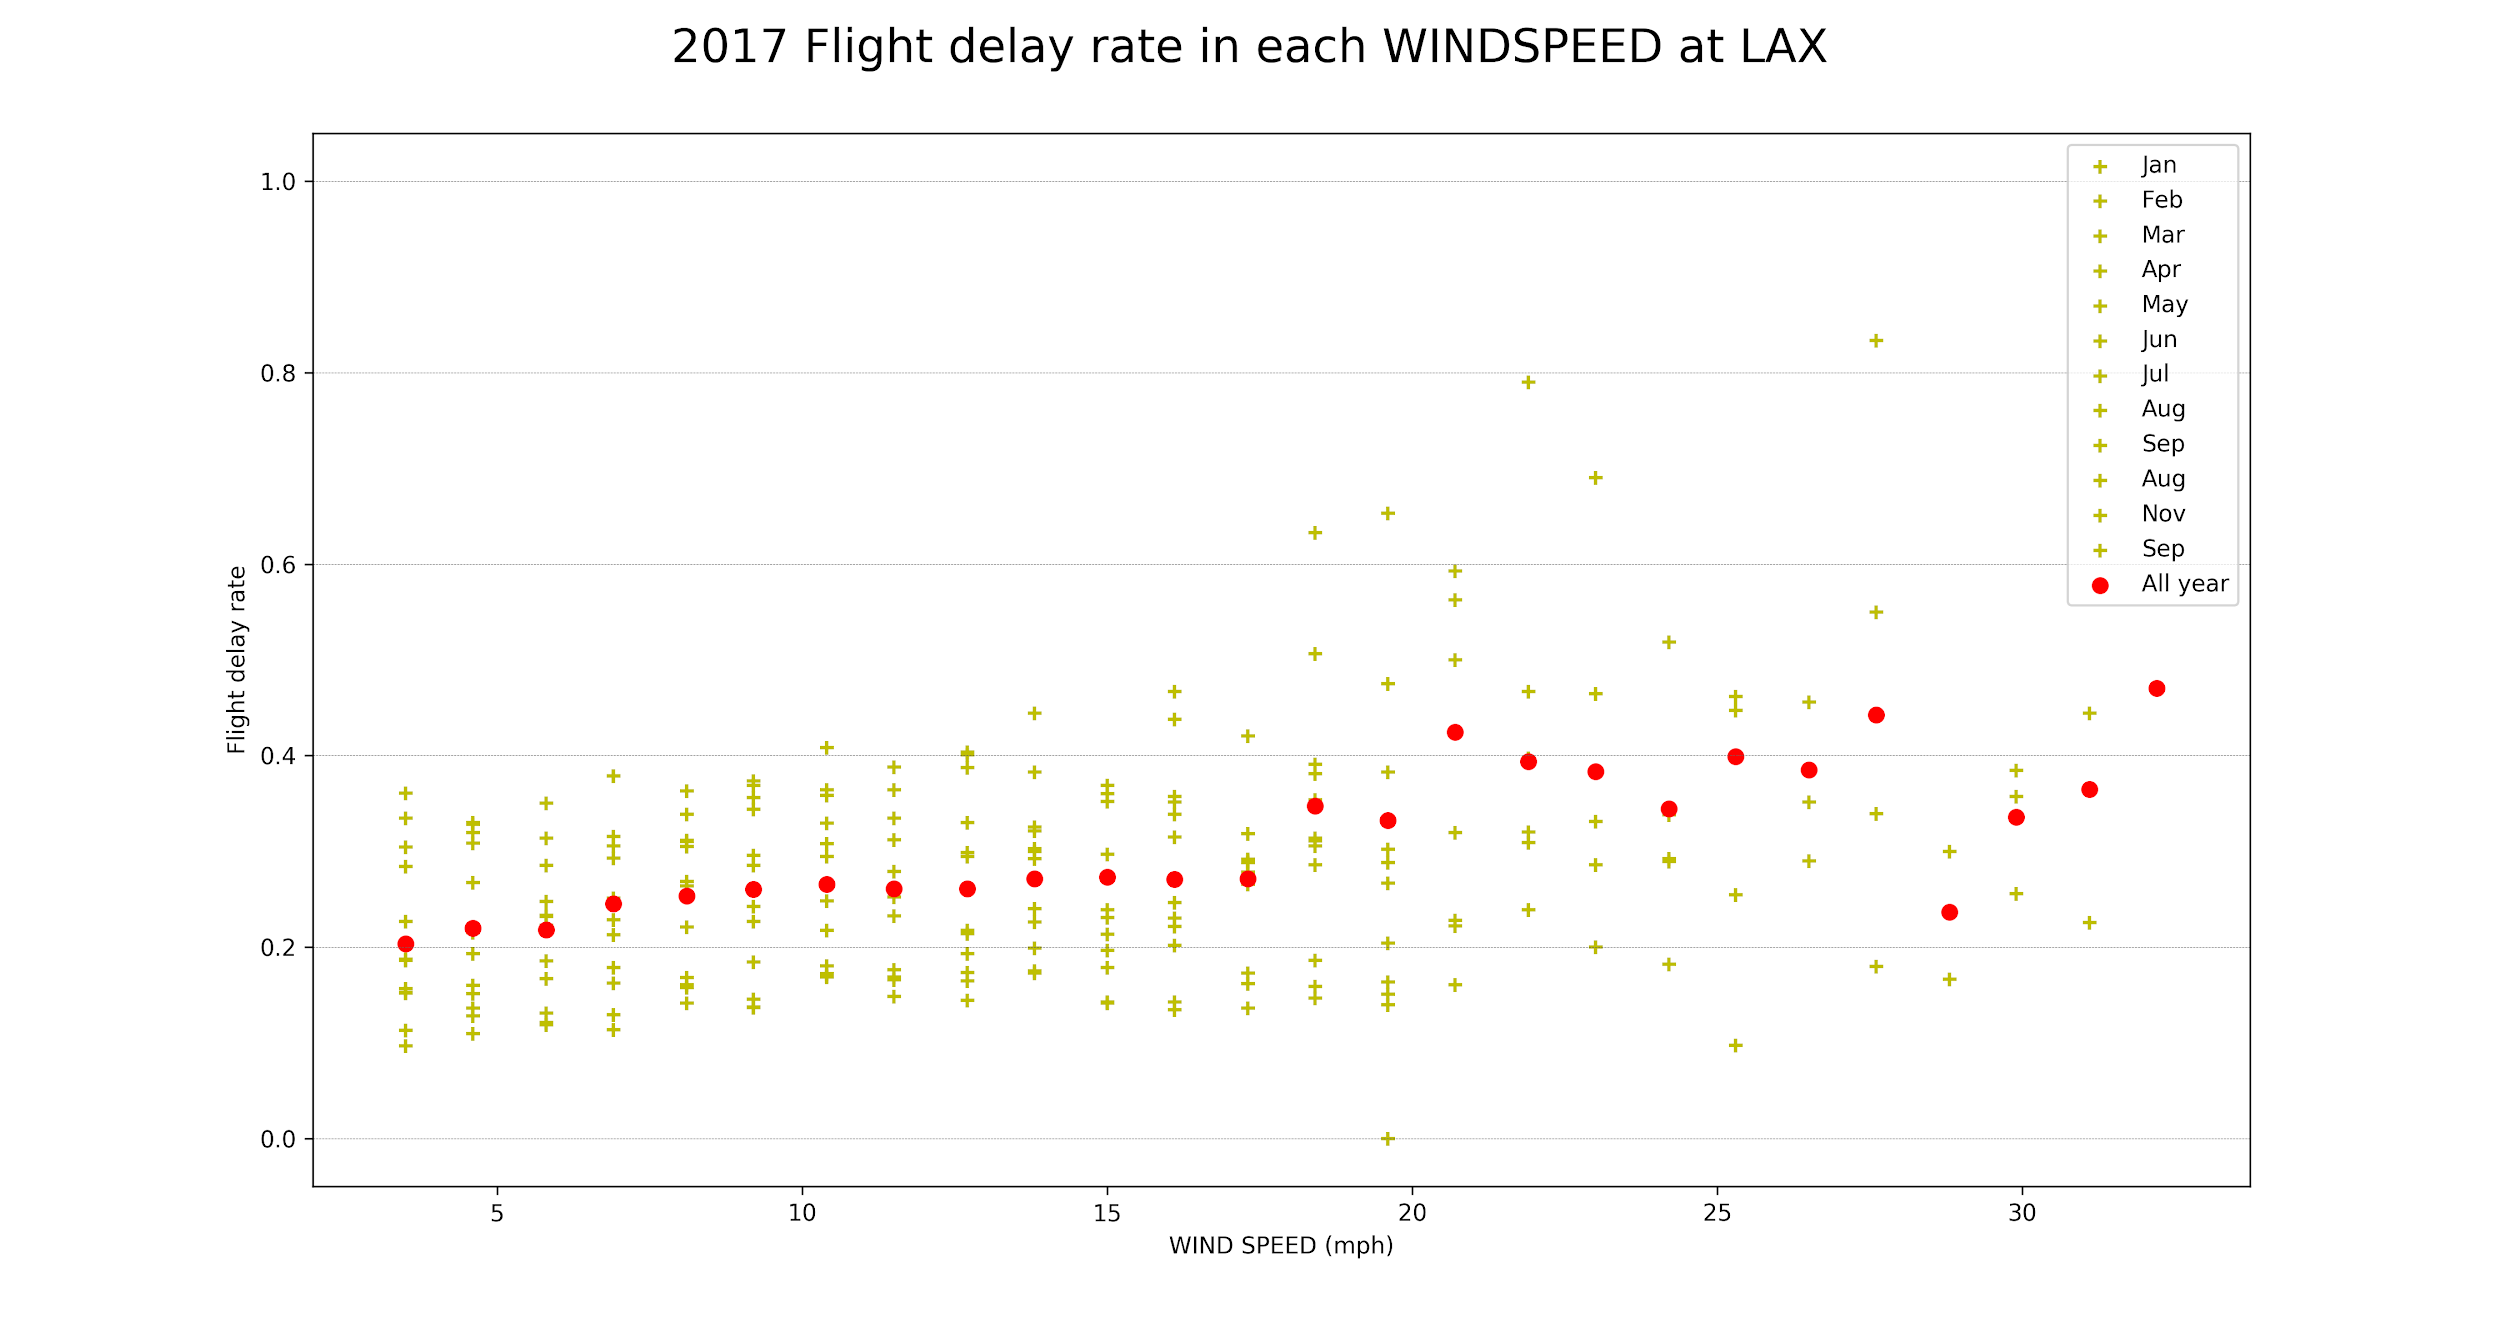 2017 Flight delay rate in each WINDSPEED at LAX
1.0
0.8
0.6
0.4
0.2
0.0
Flight delay rate
5 10 15 20 25 30
WIND SPEED (mph)
Jan
Feb
Mar
Apr
May
Jun
Jul
Aug
Sep
Aug
Nov
Sep
All year